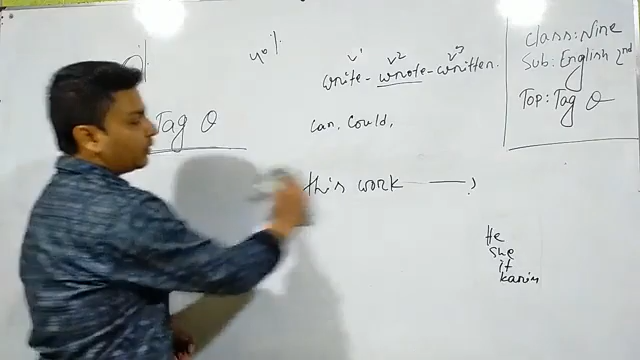 40%
V1 V2 V3
write - wrote - written.
Can, Could,
Tag Q
this work ——?
Class: Nine
Sub: English 2nd
Top: Tag Q
He
She
it
Karim